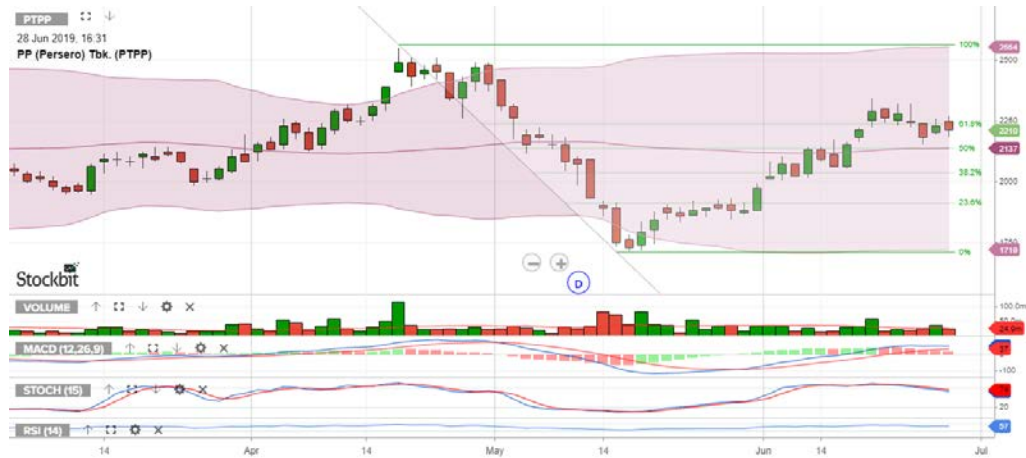 PTPP
28 Jun 2019, 16:31
PP (Persero) Tbk. (PTPP)
100%
2664
2500
61.8%
2250
2210
50%
2137
38.2%
2000
23.6%
1750
1718
0%
D
Stockbit
VOLUME
100.0m
24.9m
MACD (12,26,9)
37
-100
STOCH (15)
20
RSI (14)
57
14
Apr
14
May
14
Jun
14
Jul